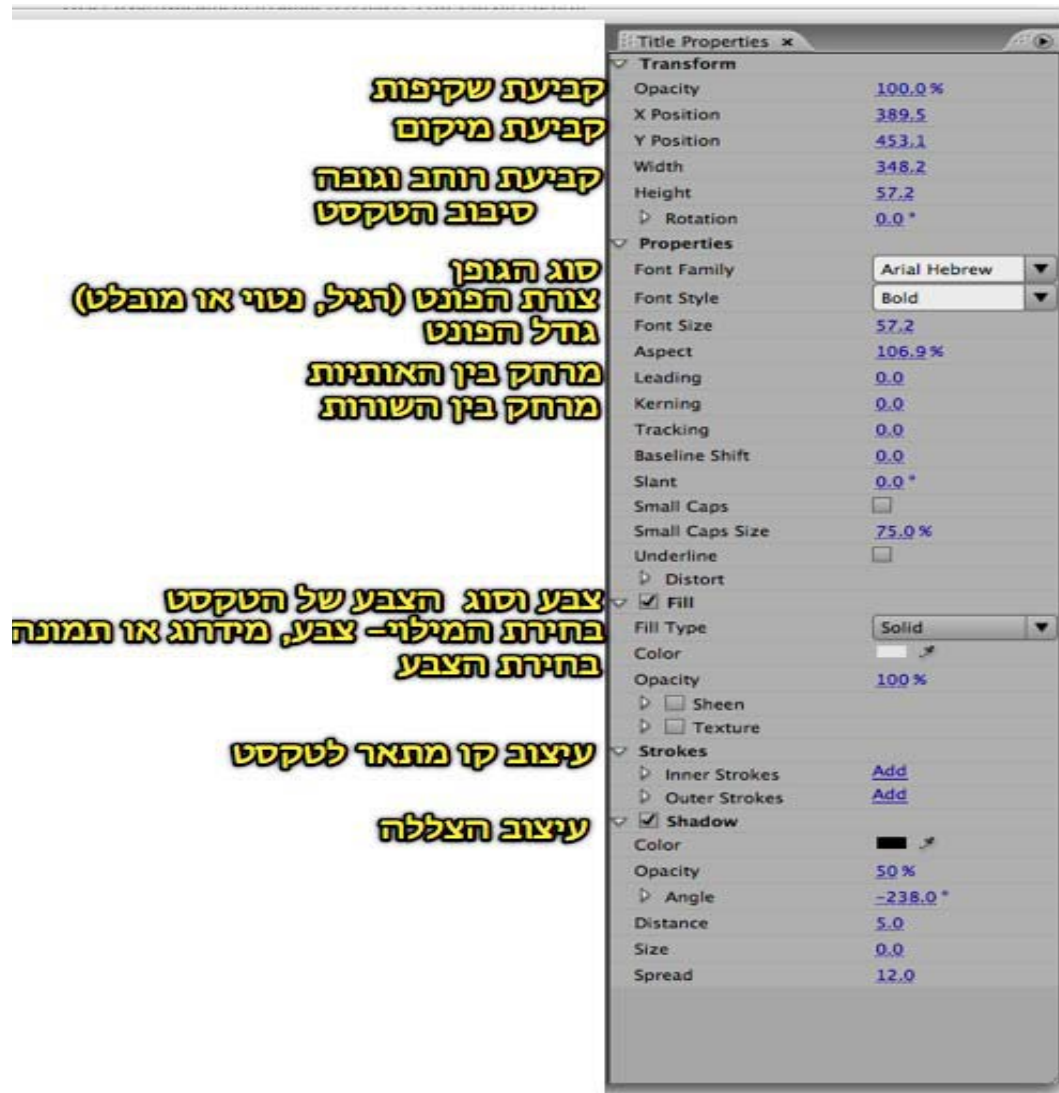 Title Properties ×
Transform
קביעת שקיפות
Opacity 100.0 %
קביעת מיקום
X Position 389.5
Y Position 453.1
קביעת רוחב וגובה
Width 348.2
Height 57.2
סיבוב הטקסט
Rotation 0.0 °
Properties
סוג הגופן
Font Family Arial Hebrew
צורת הפונט (רגיל, נטוי או מובלט)
Font Style Bold
גודל הפונט
Font Size 57.2
Aspect 106.9 %
מרחק בין האותיות
Leading 0.0
מרחק בין השורות
Kerning 0.0
Tracking 0.0
Baseline Shift 0.0
Slant 0.0 °
Small Caps
Small Caps Size 75.0 %
Underline
Distort
צבע וסוג הצבע של הטקסט
Fill
בחירת המילוי– צבע, מידרוג או תמונה
Fill Type Solid
בחירת הצבע
Color
Opacity 100 %
Sheen
Texture
עיצוב קו מתאר לטקסט
Strokes
Inner Strokes Add
Outer Strokes Add
עיצוב הצללה
Shadow
Color
Opacity 50 %
Angle -238.0 °
Distance 5.0
Size 0.0
Spread 12.0